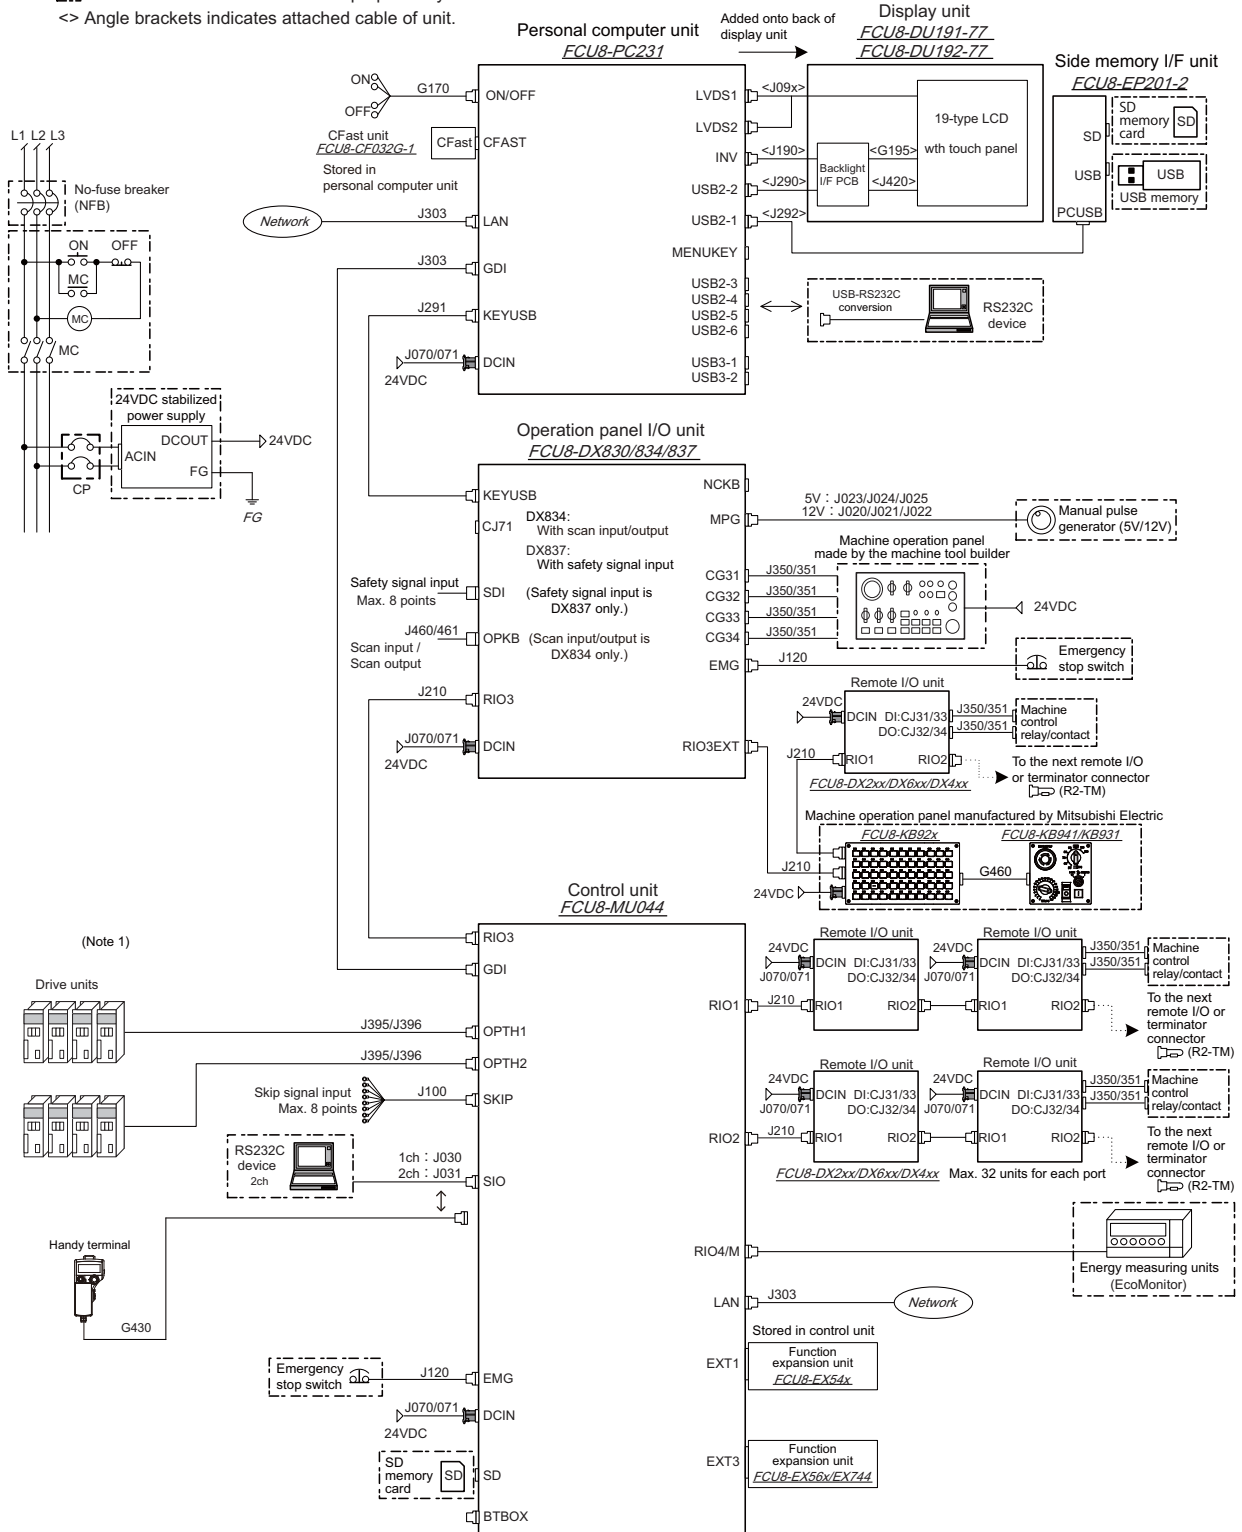 <> Angle brackets indicates attached cable of unit.
Personal computer unit
FCU8-PC231
Added onto back of
display unit
Display unit
FCU8-DU191-77
FCU8-DU192-77
Side memory I/F unit
FCU8-EP201-2
ON
OFF
G170
ON/OFF
CFast unit
FCU8-CF032G-1
CFast
CFAST
Stored in
personal computer unit
Network
J303
LAN
J303
GDI
J291
KEYUSB
J070/071
24VDC
DCIN
LVDS1
LVDS2
INV
USB2-2
USB2-1
MENUKEY
USB2-3
USB2-4
USB2-5
USB2-6
USB3-1
USB3-2
<J09x>
<J190>
<J290>
<J292>
Backlight
I/F PCB
<G195>
<J420>
19-type LCD
wth touch panel
SD
USB
PCUSB
SD
memory
card
SD
USB
USB memory
USB-RS232C
conversion
RS232C
device
L1 L2 L3
No-fuse breaker
(NFB)
ON
OFF
MC
MC
MC
24VDC stabilized
power supply
DCOUT
ACIN
FG
24VDC
CP
FG
Operation panel I/O unit
FCU8-DX830/834/837
KEYUSB
CJ71
DX834:
With scan input/output
DX837:
With safety signal input
Safety signal input
Max. 8 points
SDI
(Safety signal input is
DX837 only.)
J460/461
Scan input /
Scan output
OPKB
(Scan input/output is
DX834 only.)
J210
RIO3
J070/071
24VDC
DCIN
NCKB
MPG
CG31
CG32
CG33
CG34
EMG
RIO3EXT
5V : J023/J024/J025
12V : J020/J021/J022
Manual pulse
generator (5V/12V)
Machine operation panel
made by the machine tool builder
J350/351
J350/351
J350/351
J350/351
24VDC
J120
Emergency
stop switch
Remote I/O unit
24VDC
DCIN
DI:CJ31/33
DO:CJ32/34
J350/351
J350/351
Machine
control
relay/contact
J210
RIO1
RIO2
To the next remote I/O
or terminator connector
(R2-TM)
FCU8-DX2xx/DX6xx/DX4xx
Machine operation panel manufactured by Mitsubishi Electric
FCU8-KB92x
FCU8-KB941/KB931
J210
24VDC
G460
Control unit
FCU8-MU044
(Note 1)
Drive units
RIO3
GDI
J395/J396
OPTH1
J395/J396
OPTH2
Skip signal input
Max. 8 points
J100
SKIP
RS232C
device
2ch
1ch : J030
2ch : J031
SIO
Handy terminal
G430
Emergency
stop switch
J120
EMG
J070/071
24VDC
DCIN
SD
memory
card
SD
SD
BTBOX
RIO1
RIO2
RIO4/M
LAN
EXT1
EXT3
Remote I/O unit
Remote I/O unit
24VDC
J070/071
DCIN
DI:CJ31/33
DO:CJ32/34
24VDC
J070/071
DCIN
DI:CJ31/33
DO:CJ32/34
J350/351
J350/351
Machine
control
relay/contact
J210
RIO1
RIO2
RIO1
RIO2
To the next
remote I/O or
terminator
connector
(R2-TM)
Remote I/O unit
Remote I/O unit
24VDC
J070/071
DCIN
DI:CJ31/33
DO:CJ32/34
24VDC
J070/071
DCIN
DI:CJ31/33
DO:CJ32/34
J350/351
J350/351
Machine
control
relay/contact
J210
RIO1
RIO2
RIO1
RIO2
To the next
remote I/O or
terminator
connector
(R2-TM)
FCU8-DX2xx/DX6xx/DX4xx
Max. 32 units for each port
Energy measuring units
(EcoMonitor)
J303
Network
Stored in control unit
Function
expansion unit
FCU8-EX54x
Function
expansion unit
FCU8-EX56x/EX744